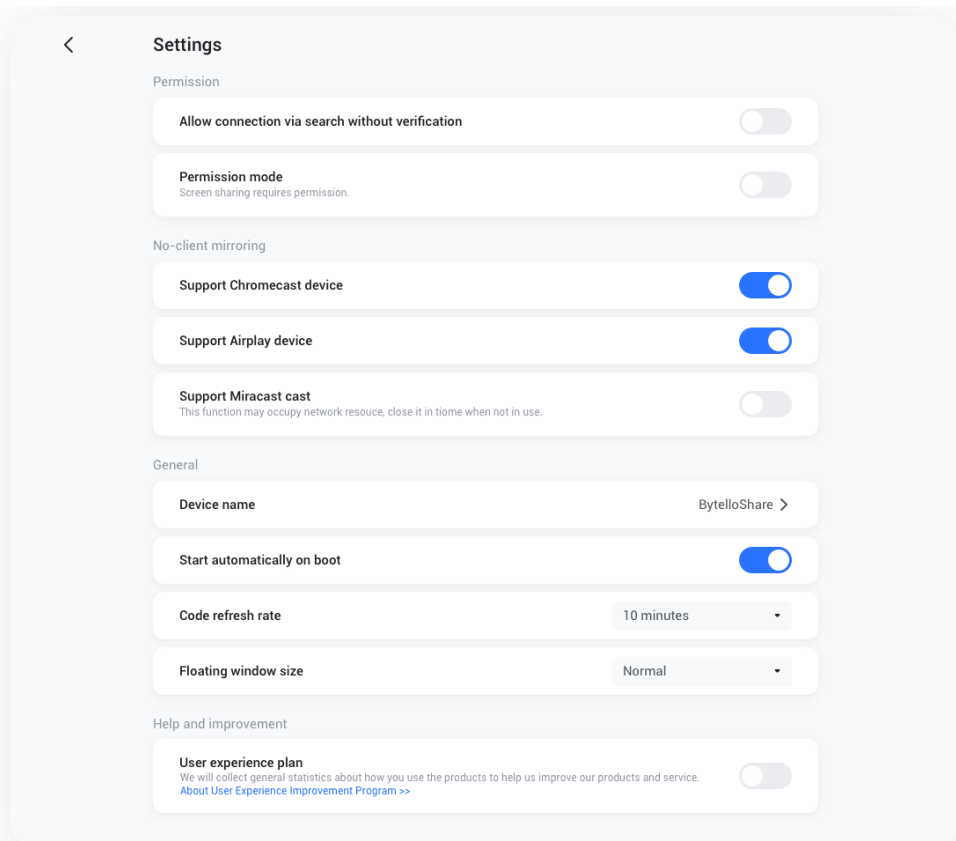 Settings
Permission
Allow connection via search without verification
Permission mode
Screen sharing requires permission.
No-client mirroring
Support Chromecast device
Support Airplay device
Support Miracast cast
This function may occupy network resouce, close it in tiome when not in use.
General
Device name BytelloShare
Start automatically on boot
Code refresh rate 10 minutes
Floating window size Normal
Help and improvement
User experience plan
We will collect general statistics about how you use the products to help us improve our products and service.
About User Experience Improvement Program >>